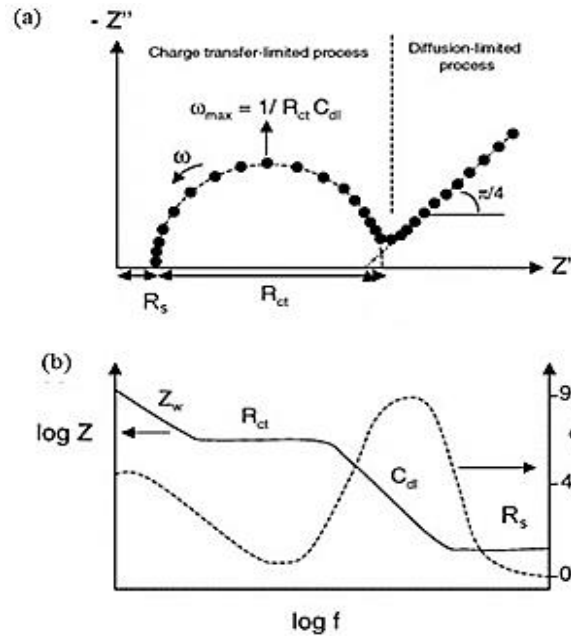 (a)
- Z''
Charge transfer-limited process
Diffusion-limited
process
ω_max = 1/ R_ct C_dl
ω
π/4
Z'
R_s
R_ct
(b)
log Z
Z_w
R_ct
C_dl
R_s
9
4
0
log f